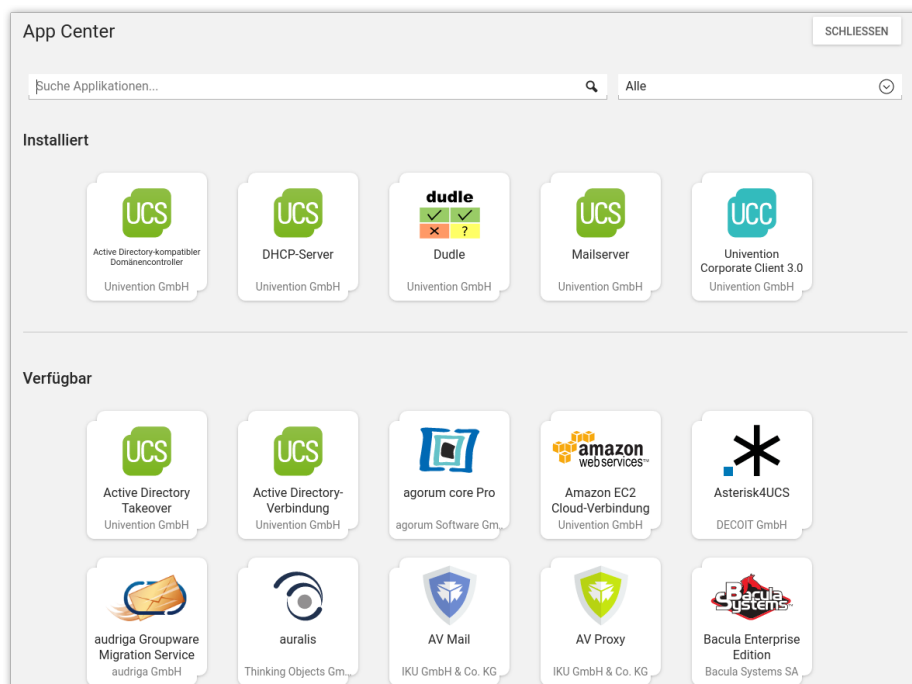 App Center
SCHLIESSEN
Suche Applikationen...
Alle
Installiert
UCS
Active Directory-kompatibler
Domänencontroller
Univention GmbH
UCS
DHCP-Server
Univention GmbH
dudle
?
Dudle
Univention GmbH
UCS
Mailserver
Univention GmbH
UCC
Univention
Corporate Client 3.0
Univention GmbH
Verfügbar
UCS
Active Directory
Takeover
Univention GmbH
UCS
Active Directory-
Verbindung
Univention GmbH
agorum core Pro
agorum Software Gm...
amazon
webservices™
Amazon EC2
Cloud-Verbindung
Univention GmbH
Asterisk4UCS
DECOIT GmbH
audriga Groupware
Migration Service
audriga GmbH
auralis
Thinking Objects Gm...
AV Mail
IKU GmbH & Co. KG
AV Proxy
IKU GmbH & Co. KG
Bacula
Systems
Bacula Enterprise
Edition
Bacula Systems SA